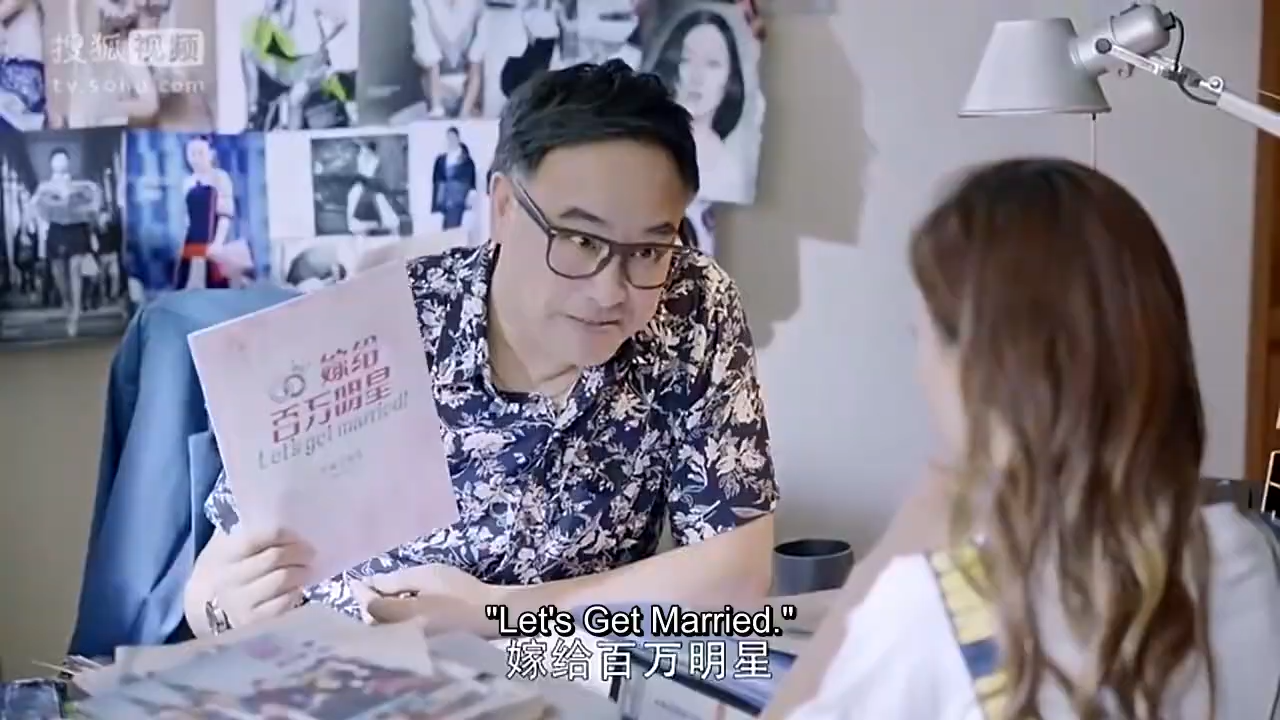 搜狐视频
tv.sohu.com
嫁给
百万明星
Let's get married!
"Let's Get Married."
嫁给百万明星